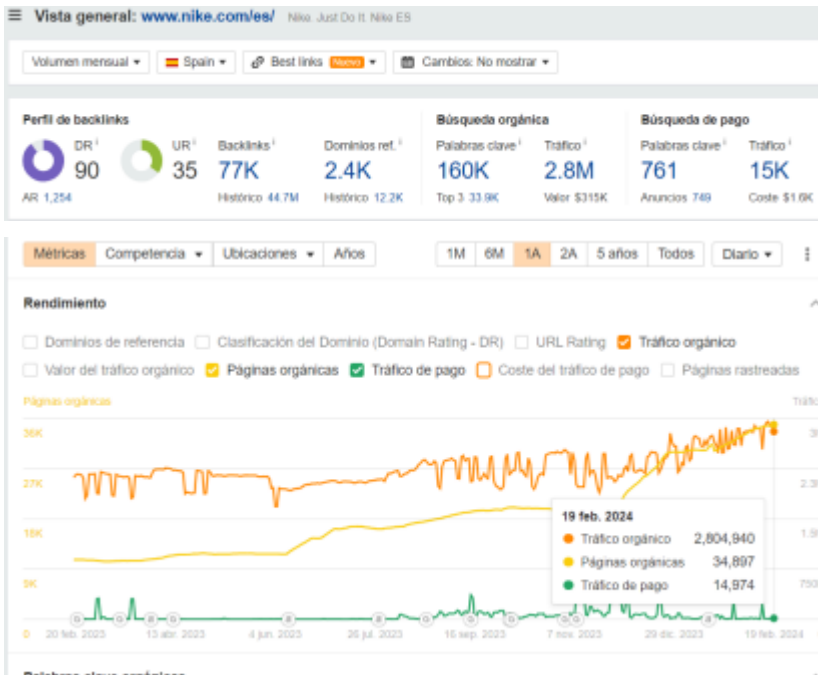 Vista general: www.nike.com/es/ Nike. Just Do It. Nike ES
Volumen mensual Spain Best links Nuevo Cambios: No mostrar
Perfil de backlinks Búsqueda orgánica Búsqueda de pago
DR UR Backlinks Dominios ref. Palabras clave Tráfico Palabras clave Tráfico
90 35 77K 2.4K 160K 2.8M 761 15K
AR 1,254 Histórico 44.7M Histórico 12.2K Top 3 33.9K Valor $315K Anuncios 749 Coste $1.6K
Métricas Competencia Ubicaciones Años 1M 6M 1A 2A 5 años Todos Diario
Rendimiento
Dominios de referencia Clasificación del Dominio (Domain Rating - DR) URL Rating Tráfico orgánico
Valor del tráfico orgánico Páginas orgánicas Tráfico de pago Coste del tráfico de pago Páginas rastreadas
Páginas orgánicas
36K
27K
18K
9K
0 20 feb. 2023 13 abr. 2023 4 jun. 2023 26 jul. 2023 16 sep. 2023 7 nov. 2023 29 dic. 2023 19 feb. 2024
19 feb. 2024
Tráfico orgánico 2,804,940
Páginas orgánicas 34,897
Tráfico de pago 14,974